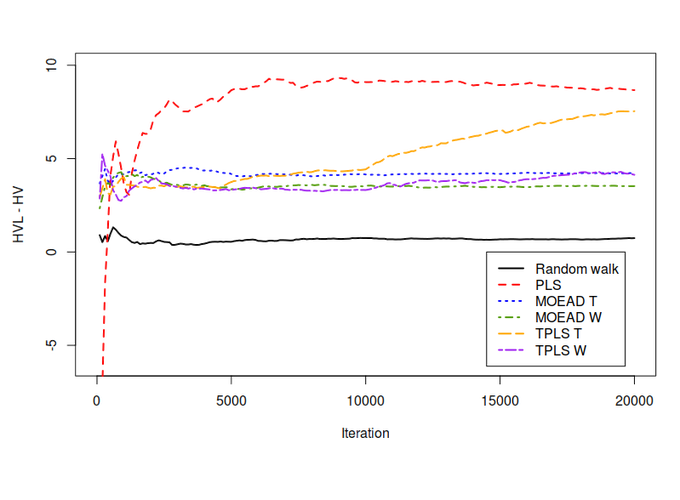 10
5
0
-5
HVL - HV
Random walk
PLS
MOEAD T
MOEAD W
TPLS T
TPLS W
0 5000 10000 15000 20000
Iteration